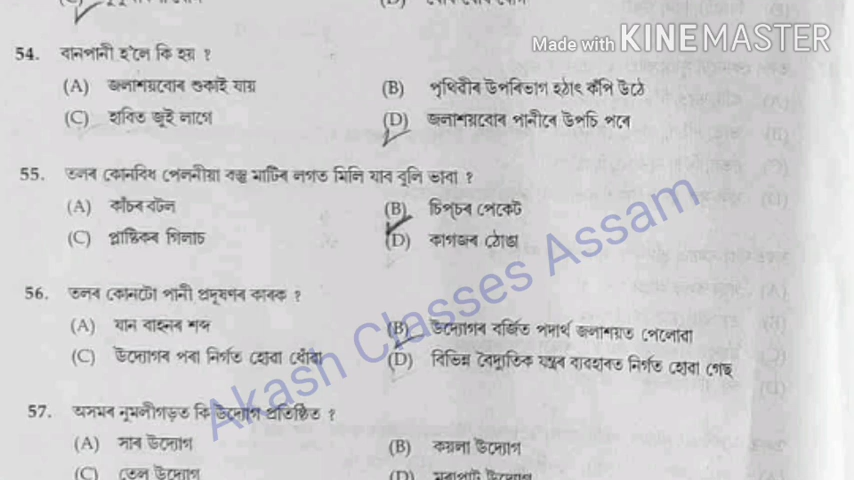 Made with KINEMASTER
54. বানপানী হ'লে কি হয় ?
(A) জলাশয়বোৰ শুকাই যায়
(B) পৃথিৱীৰ উপৰিভাগ হঠাৎ কঁপি উঠে
(C) হাবিত জুই লাগে
(D) জলাশয়বোৰ পানীৰে উপচি পৰে
55. তলৰ কোনবিধ পেলনীয়া বস্তু মাটিৰ লগত মিলি যাব বুলি ভাবা ?
(A) কাঁচৰ বটল
(B) চিপ্‌চৰ পেকেট
(C) প্লাষ্টিকৰ গিলাচ
(D) কাগজৰ ঠোঙা
56. তলৰ কোনটো পানী প্ৰদূষণৰ কাৰক ?
(A) যান বাহনৰ শব্দ
(B) উদ্যোগৰ বৰ্জিত পদাৰ্থ জলাশয়ত পেলোৱা
(C) উদ্যোগৰ পৰা নিৰ্গত হোৱা ধোঁৱা
(D) বিভিন্ন বৈদ্যুতিক যন্ত্ৰৰ ব্যৱহাৰত নিৰ্গত হোৱা গেছ
57. অসমৰ নুমলীগড়ত কি উদ্যোগ প্ৰতিষ্ঠিত ?
(A) সাৰ উদ্যোগ
(B) কয়লা উদ্যোগ
(C) তেল উদ্যোগ
(D) মৰাপাট উদ্যোগ
Akash Classes Assam